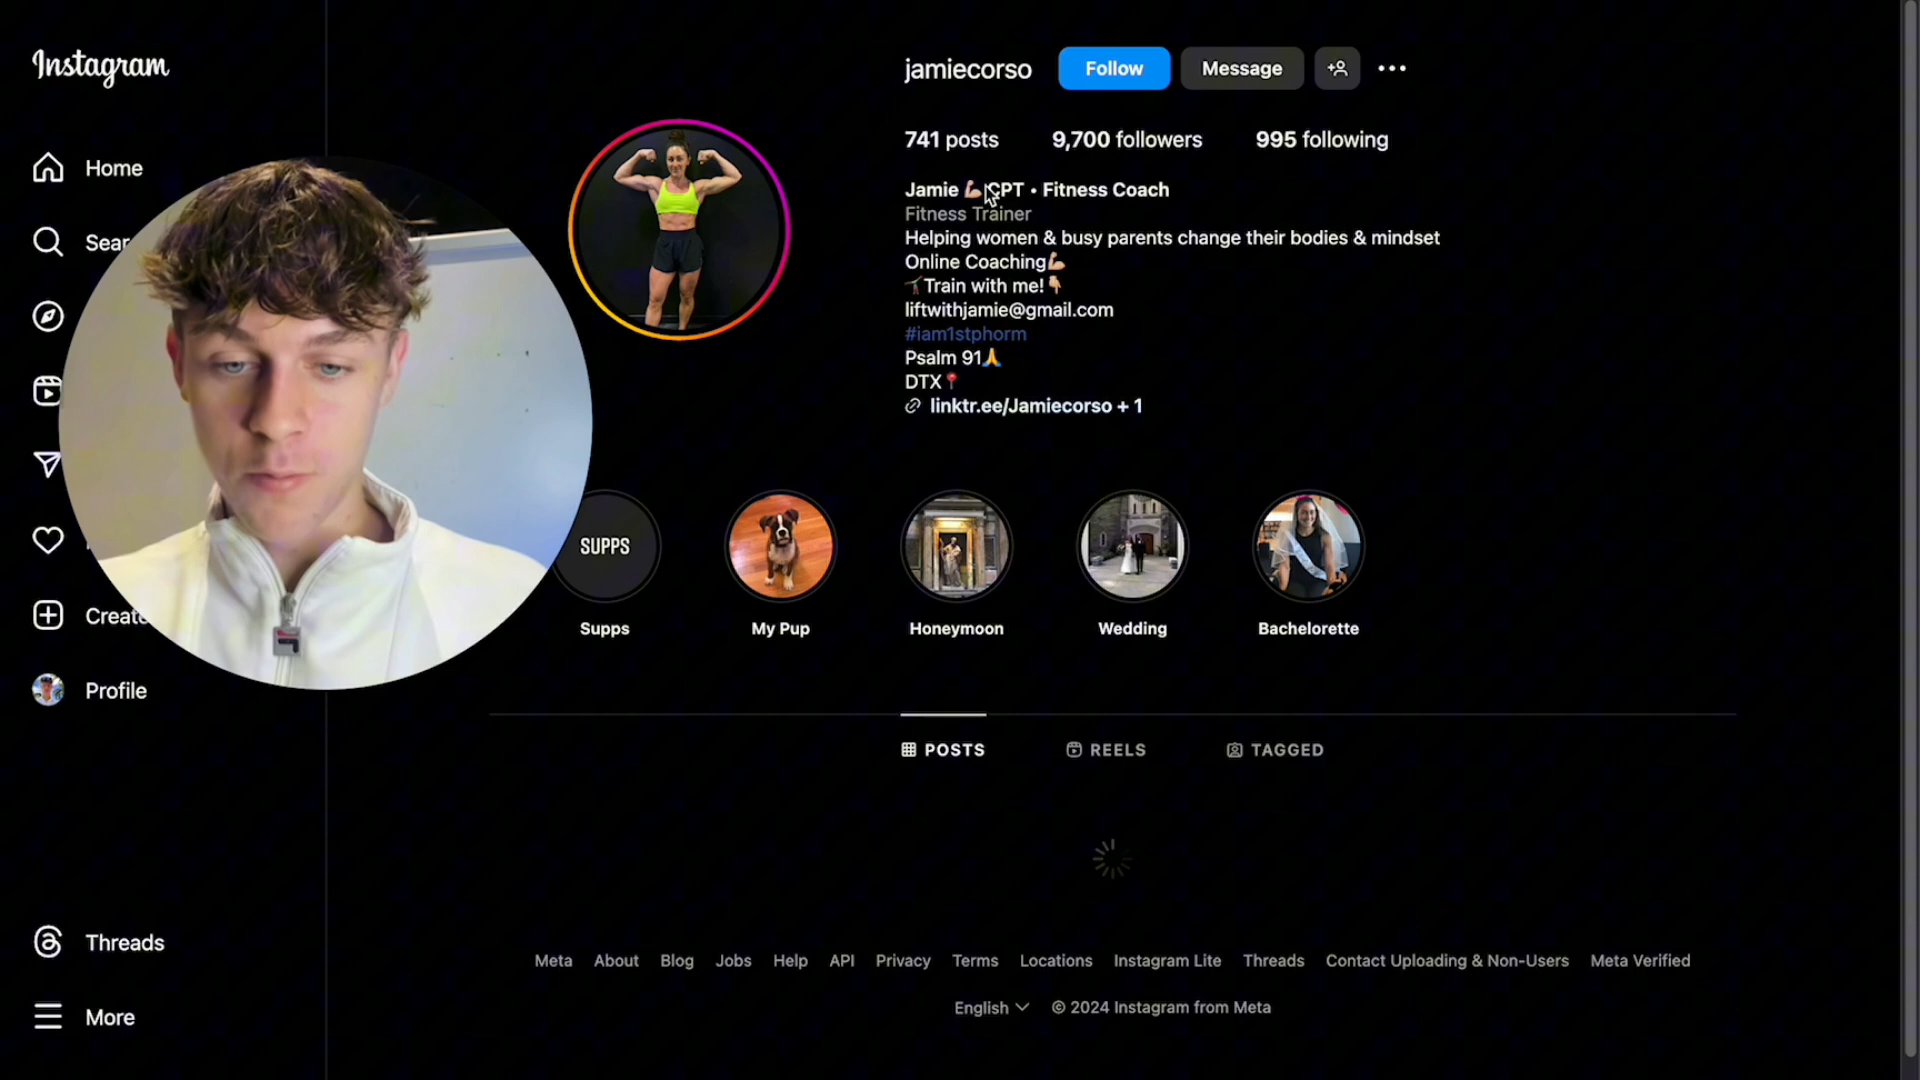 Instagram
jamiecorso Follow Message
741 posts 9,700 followers 995 following
Home
Jamie 💪🏼CPT • Fitness Coach
Fitness Trainer
Helping women & busy parents change their bodies & mindset
Online Coaching💪🏼
🏋🏽‍♀️Train with me!👇🏼
liftwithjamie@gmail.com
#iam1stphorm
Psalm 91🙏
DTX📍
linktr.ee/Jamiecorso + 1
SUPPS
Supps My Pup Honeymoon Wedding Bachelorette
Profile
POSTS REELS TAGGED
Threads
Meta About Blog Jobs Help API Privacy Terms Locations Instagram Lite Threads Contact Uploading & Non-Users Meta Verified
English © 2024 Instagram from Meta
More